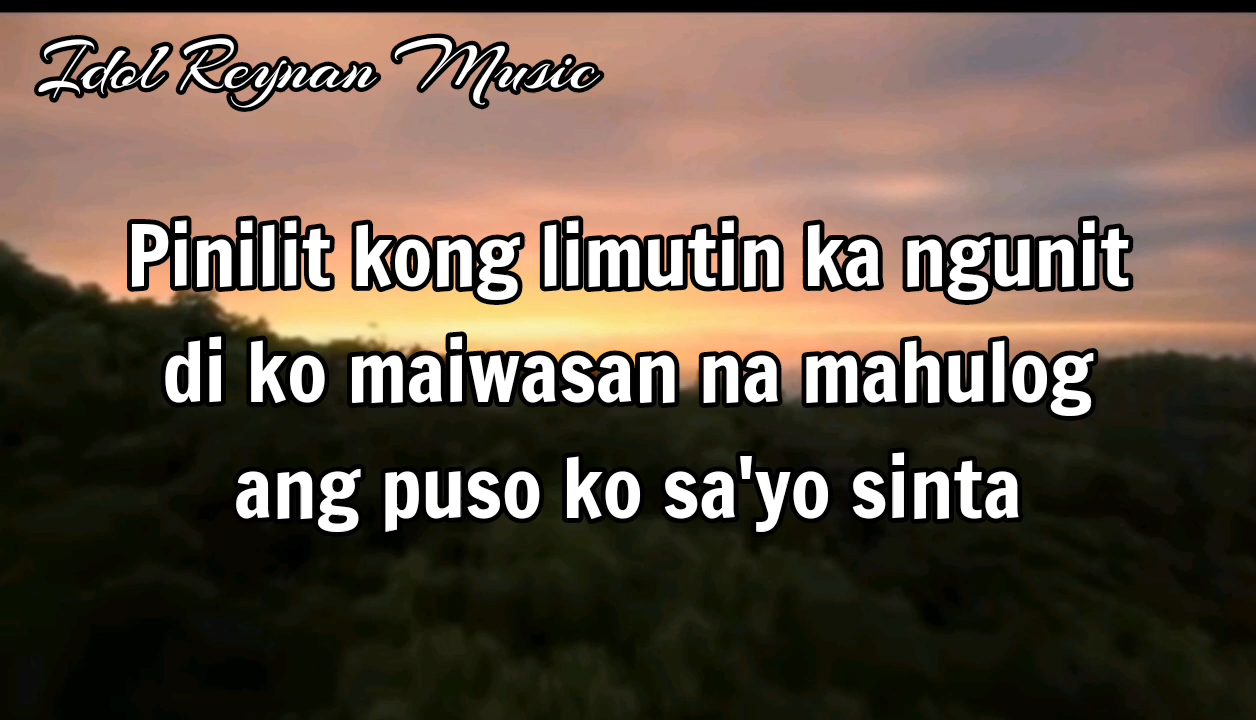 Idol Reynan Music
Pinilit kong limutin ka ngunit
di ko maiwasan na mahulog
ang puso ko sa'yo sinta